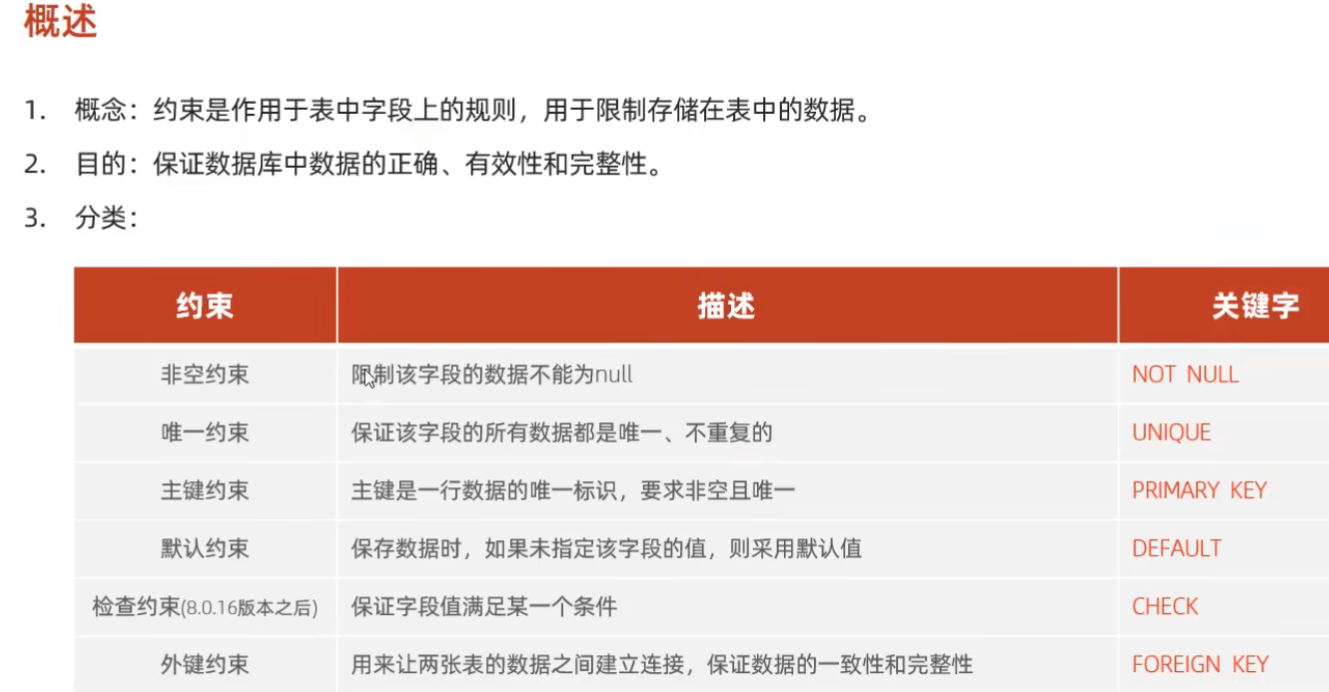 概述
1. 概念：约束是作用于表中字段上的规则，用于限制存储在表中的数据。
2. 目的：保证数据库中数据的正确、有效性和完整性。
3. 分类：
约束 描述 关键字
非空约束 限制该字段的数据不能为null NOT NULL
唯一约束 保证该字段的所有数据都是唯一、不重复的 UNIQUE
主键约束 主键是一行数据的唯一标识，要求非空且唯一 PRIMARY KEY
默认约束 保存数据时，如果未指定该字段的值，则采用默认值 DEFAULT
检查约束(8.0.16版本之后) 保证字段值满足某一个条件 CHECK
外键约束 用来让两张表的数据之间建立连接，保证数据的一致性和完整性 FOREIGN KEY